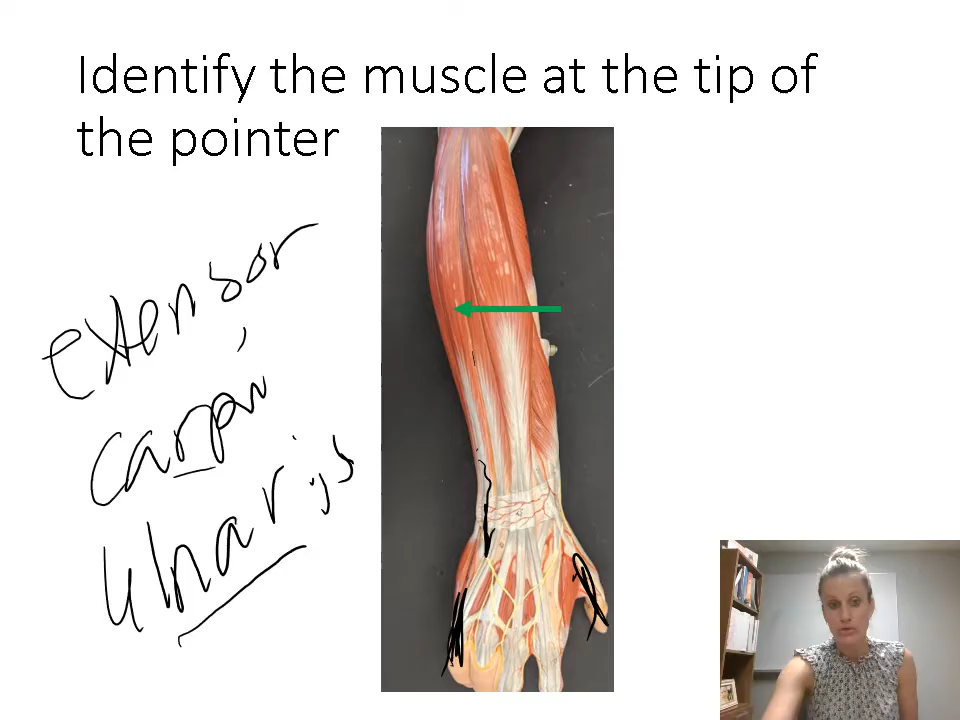 Identify the muscle at the tip of
the pointer
extensor
carpi
ulnaris